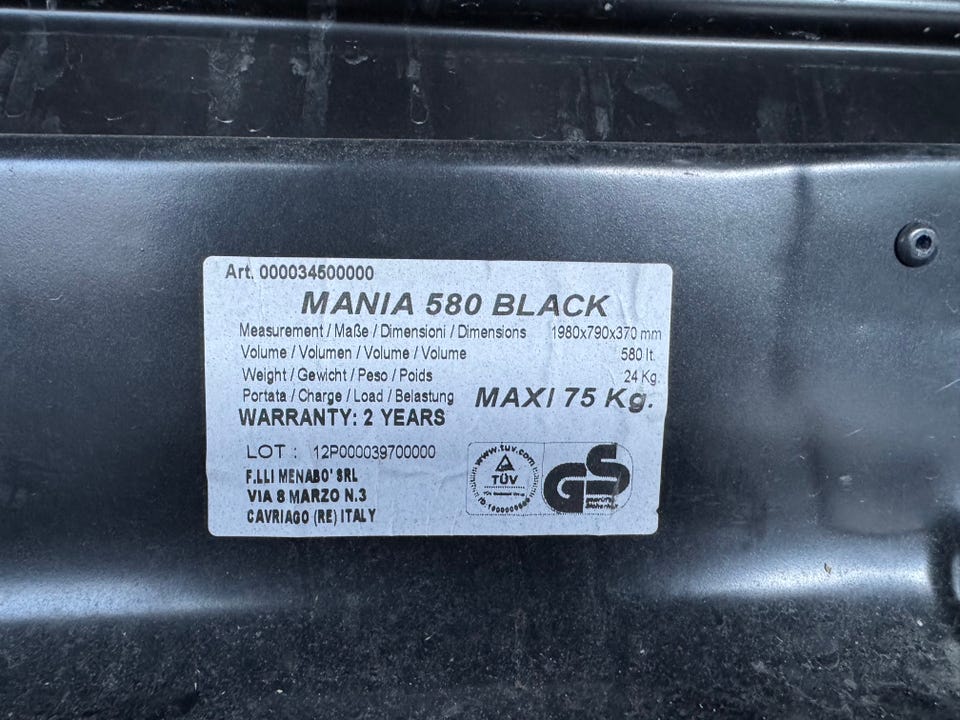 Art. 000034500000
MANIA 580 BLACK
Measurement / Maße / Dimensioni / Dimensions 1980x790x370 mm
Volume / Volumen / Volume / Volume 580 lt.
Weight / Gewicht / Peso / Poids 24 Kg.
Portata / Charge / Load / Belastung MAXI 75 Kg.
WARRANTY: 2 YEARS
LOT : 12P000039700000
F.LLI MENABO' SRL
VIA 8 MARZO N.3
CAVRIAGO (RE) ITALY
www.tuv.com
TÜV
GS
geprüfte
Sicherheit